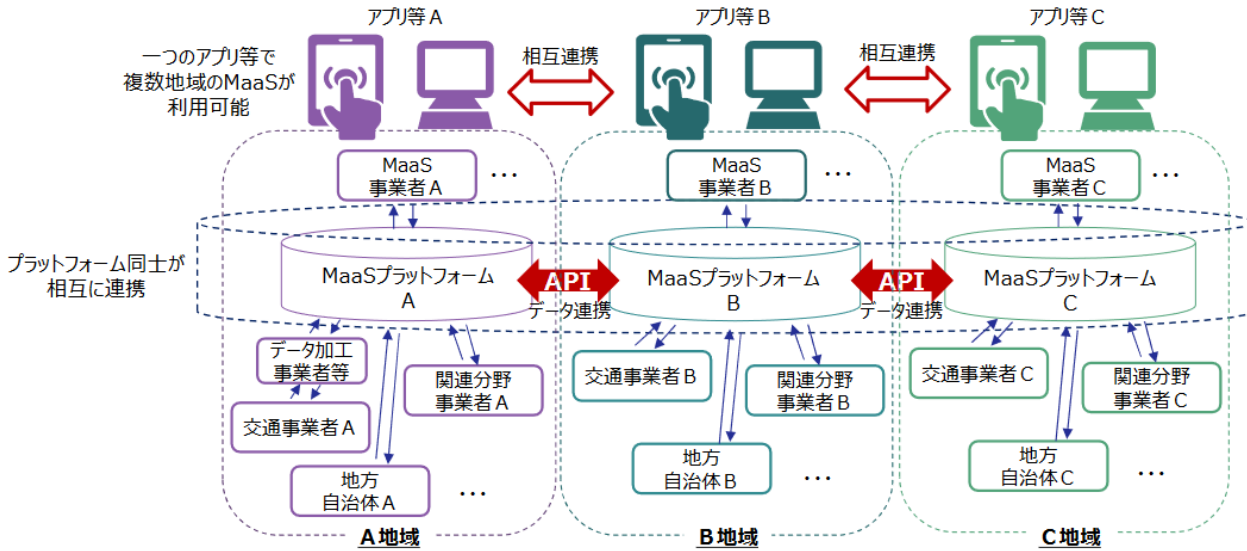 アプリ等A
アプリ等B
アプリ等C
一つのアプリ等で
複数地域のMaaSが
利用可能
相互連携
相互連携
MaaS
事業者A
…
MaaS
事業者B
…
MaaS
事業者C
…
プラットフォーム同士が
相互に連携
MaaSプラットフォーム
A
API
データ連携
MaaSプラットフォーム
B
API
データ連携
MaaSプラットフォーム
C
データ加工
事業者等
交通事業者A
関連分野
事業者A
地方
自治体A
…
交通事業者B
関連分野
事業者B
地方
自治体B
…
交通事業者C
関連分野
事業者C
地方
自治体C
…
A地域
B地域
C地域